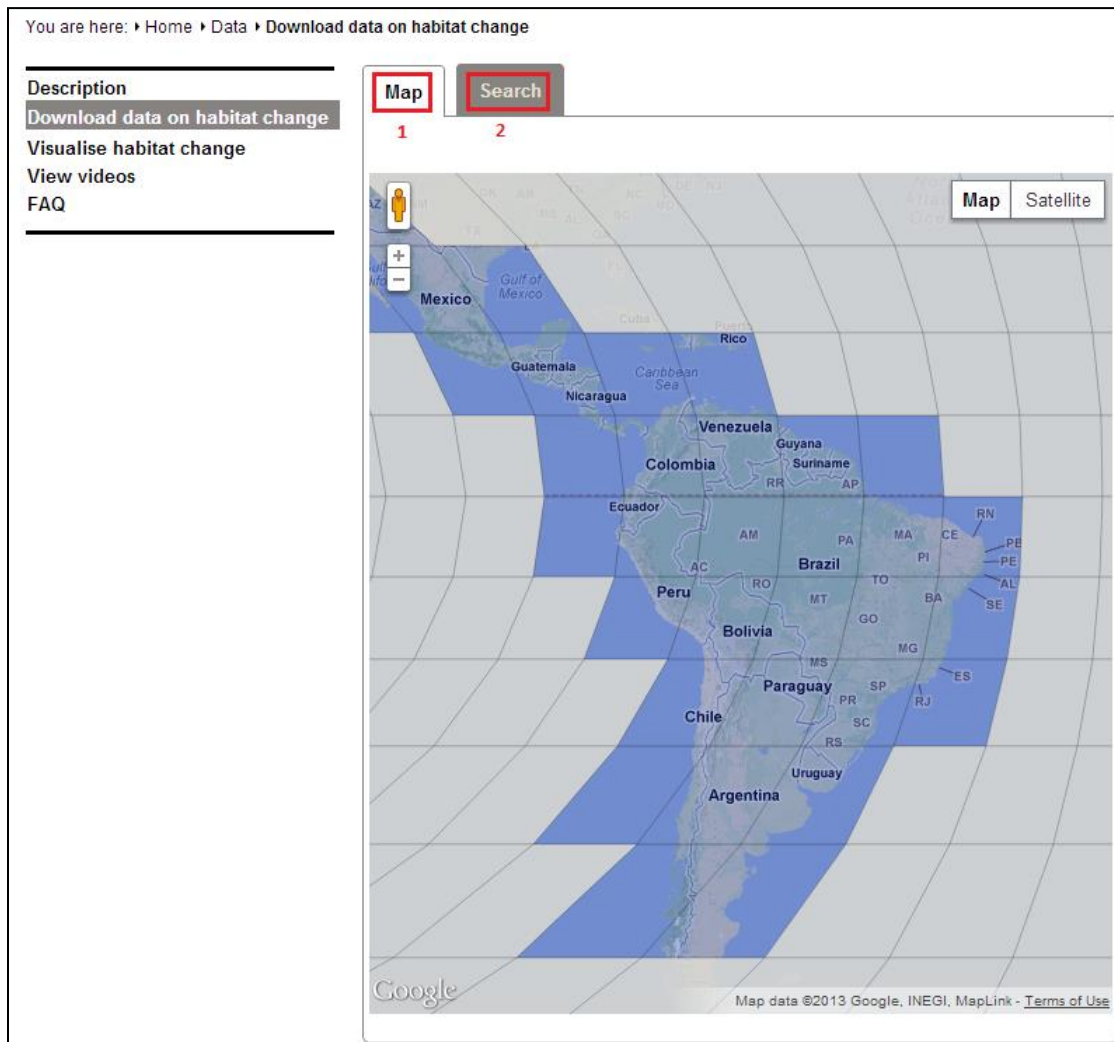 You are here: ‣ Home ‣ Data ‣ Download data on habitat change
Description
Download data on habitat change
Visualise habitat change
View videos
FAQ
Map
Search
1
2
Map
Satellite
AZ
TX
LA
Gulf of
Mexico
Mexico
Cuba
Puerto
Rico
Guatemala
Caribbean
Sea
Nicaragua
Venezuela
Guyana
Colombia
Suriname
RR
AP
Ecuador
RN
AM
PA
MA
CE
PB
PI
PE
Brazil
AC
RO
TO
AL
Peru
MT
BA
SE
GO
Bolivia
MG
MS
ES
Paraguay
SP
PR
RJ
Chile
SC
RS
Uruguay
Argentina
Google
Map data ©2013 Google, INEGI, MapLink - Terms of Use